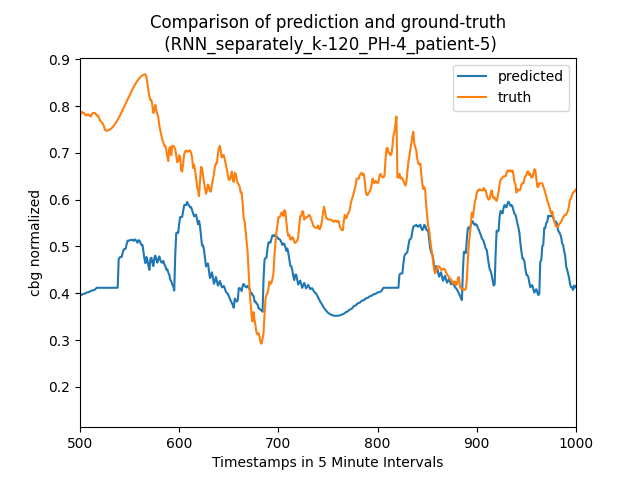 Comparison of prediction and ground-truth
(RNN_separately_k-120_PH-4_patient-5)
predicted
truth
cbg normalized
0.9
0.8
0.7
0.6
0.5
0.4
0.3
0.2
500 600 700 800 900 1000
Timestamps in 5 Minute Intervals